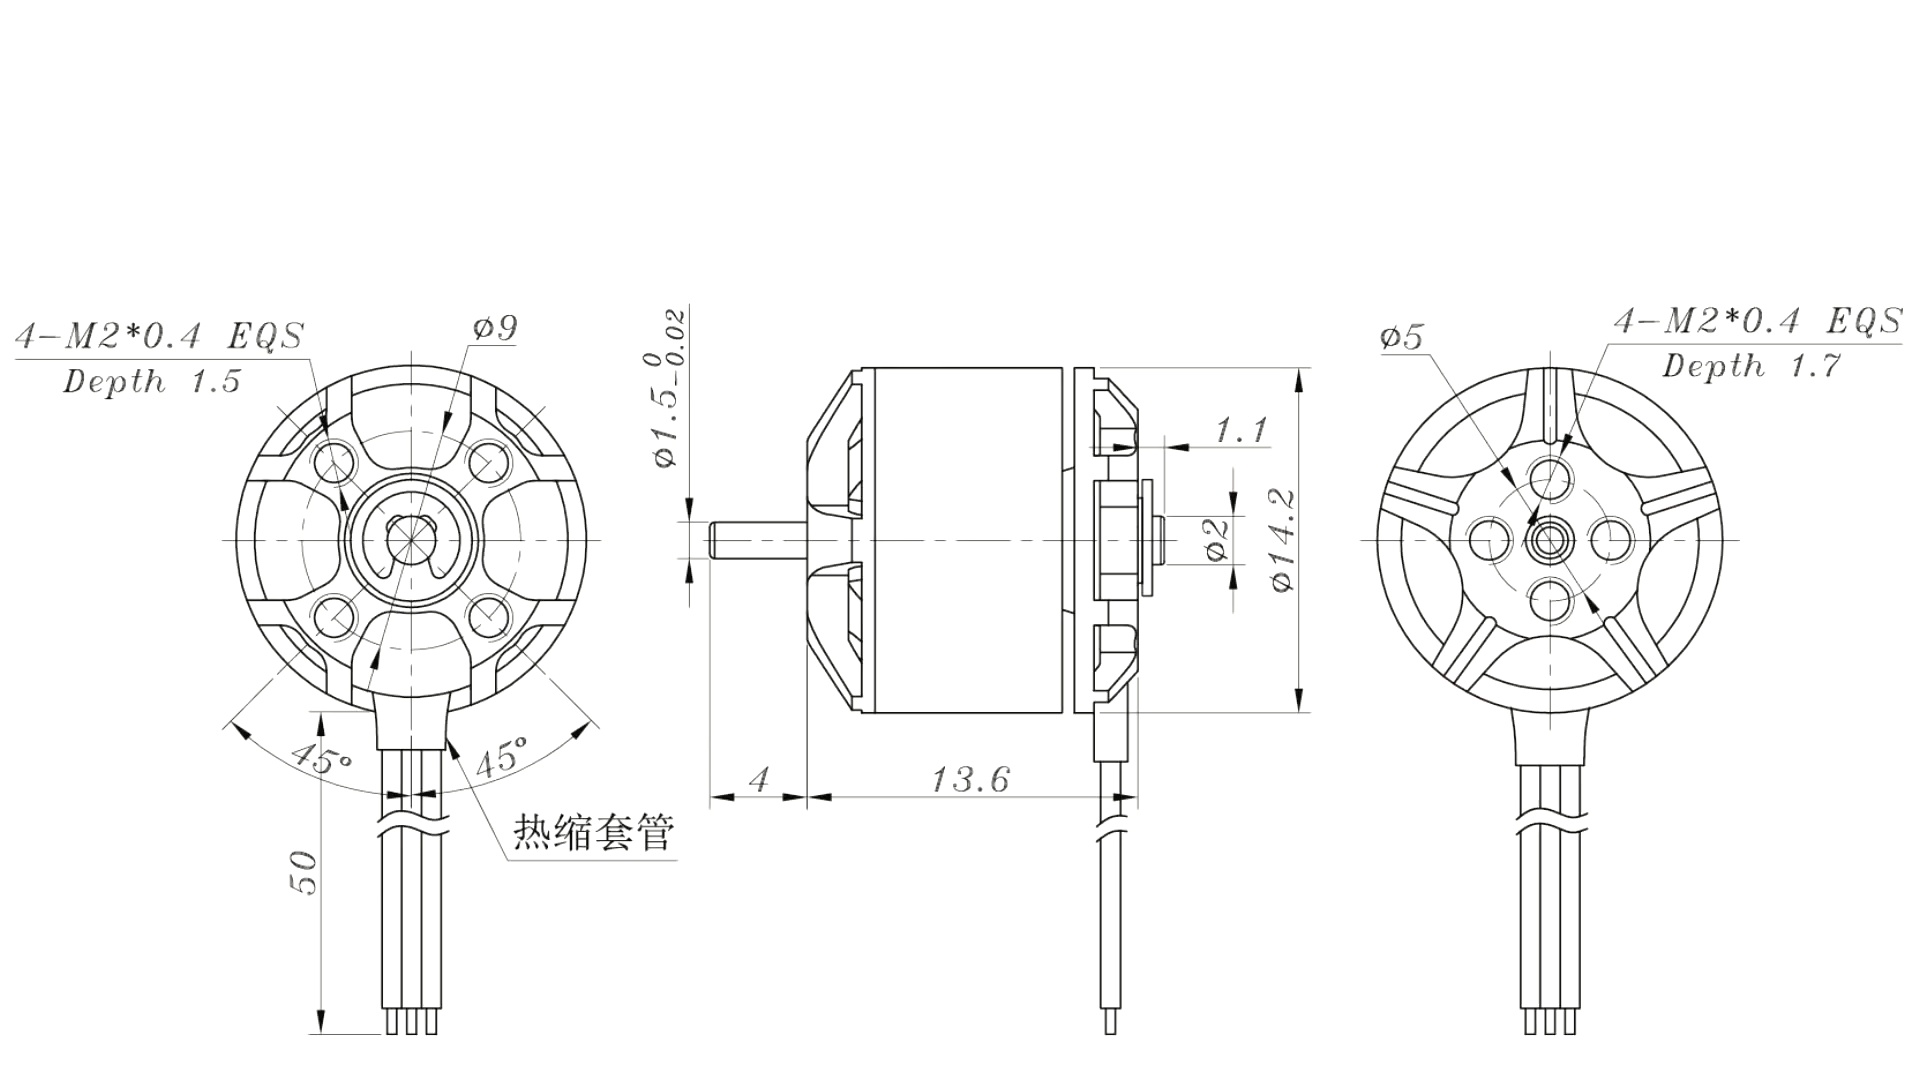 4-M2*0.4 EQS
Depth 1.5
ø9
45°
45°
50
热缩套管
ø1.5 0 -0.02
4
13.6
1.1
ø2
ø14.2
ø5
4-M2*0.4 EQS
Depth 1.7